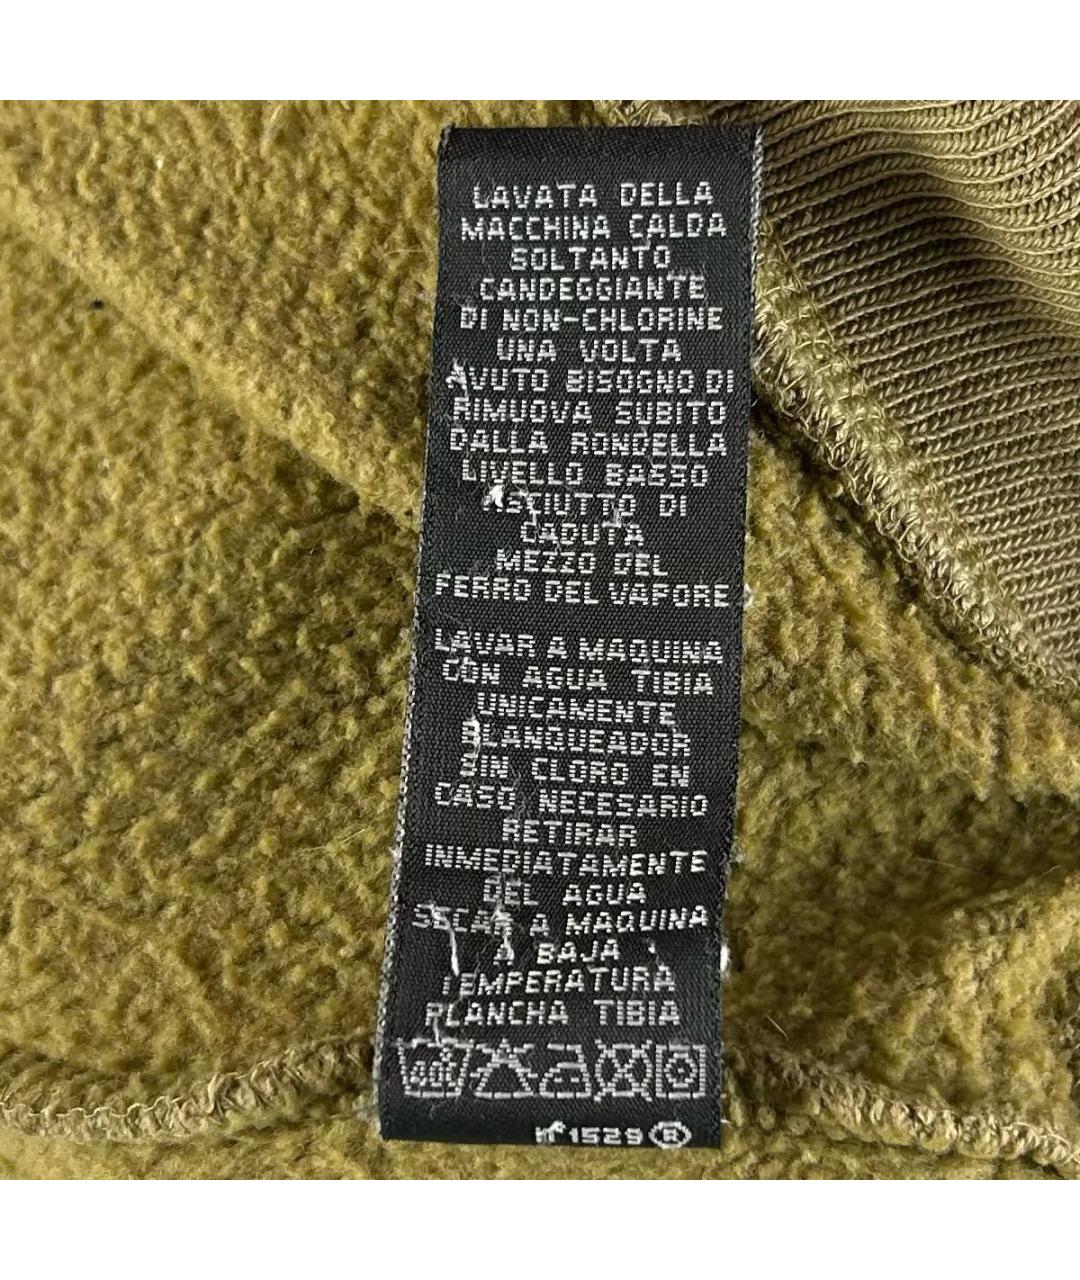 LAVATA DELLA
MACCHINA CALDA
SOLTANTO
CANDEGGIANTE
DI NON-CHLORINE
UNA VOLTA
AVUTO BISOGNO DI
RIMUOVA SUBITO
DALLA RONDELLA
LIVELLO BASSO
ASCIUTTO DI
CADUTA
MEZZO DEL
FERRO DEL VAPORE
LAVAR A MAQUINA
CON AGUA TIBIA
UNICAMENTE
BLANQUEADOR
SIN CLORO EN
CASO NECESARIO
RETIRAR
INMEDIATAMENTE
DEL AGUA
SECAR A MAQUINA
A BAJA
TEMPERATURA
PLANCHA TIBIA
1529 ®